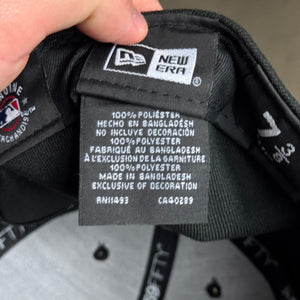 NEW ERA
®
100% POLIÉSTER
HECHO EN BANGLADESH
NO INCLUYE DECORACIÓN
100% POLYESTER
FABRIQUÉ AU BANGLADESH
À L'EXCLUSION DE LA GARNITURE
100% POLYESTER
MADE IN BANGLADESH
EXCLUSIVE OF DECORATION
RN11493 CA40289